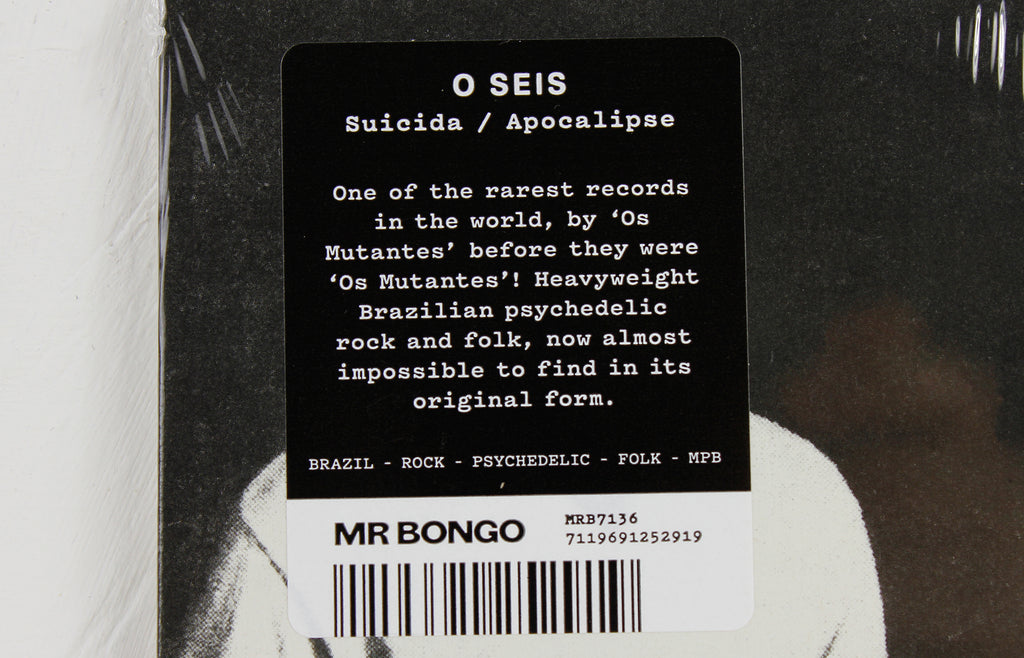 O SEIS
Suicida / Apocalipse
One of the rarest records
in the world, by ‘Os
Mutantes’ before they were
‘Os Mutantes’! Heavyweight
Brazilian psychedelic
rock and folk, now almost
impossible to find in its
original form.
BRAZIL - ROCK - PSYCHEDELIC - FOLK - MPB
MR BONGO
MRB7136
7119691252919